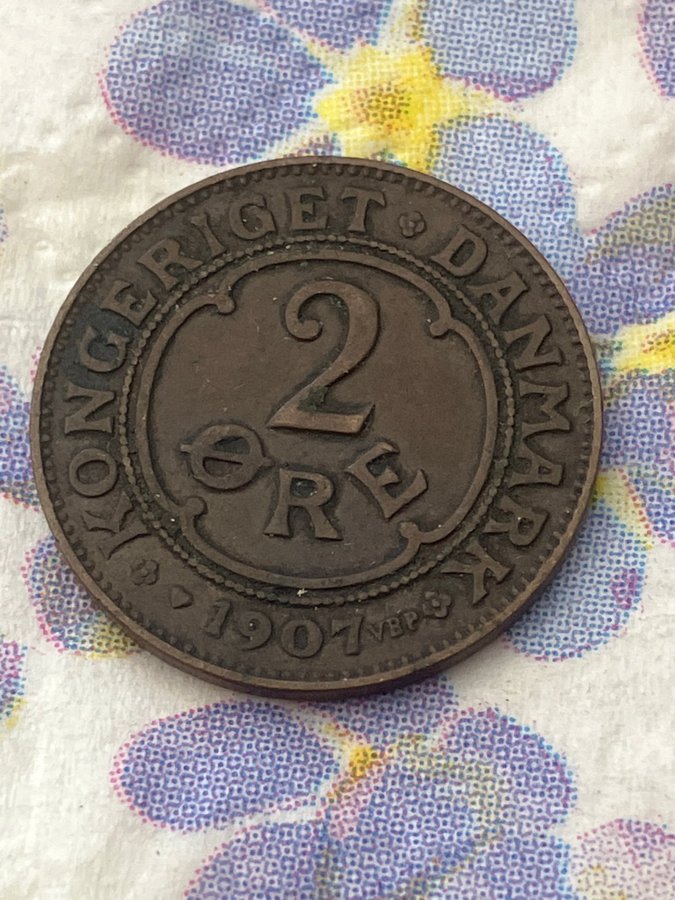 KONGERIGET DANMARK
2
ØRE
1907 VBP